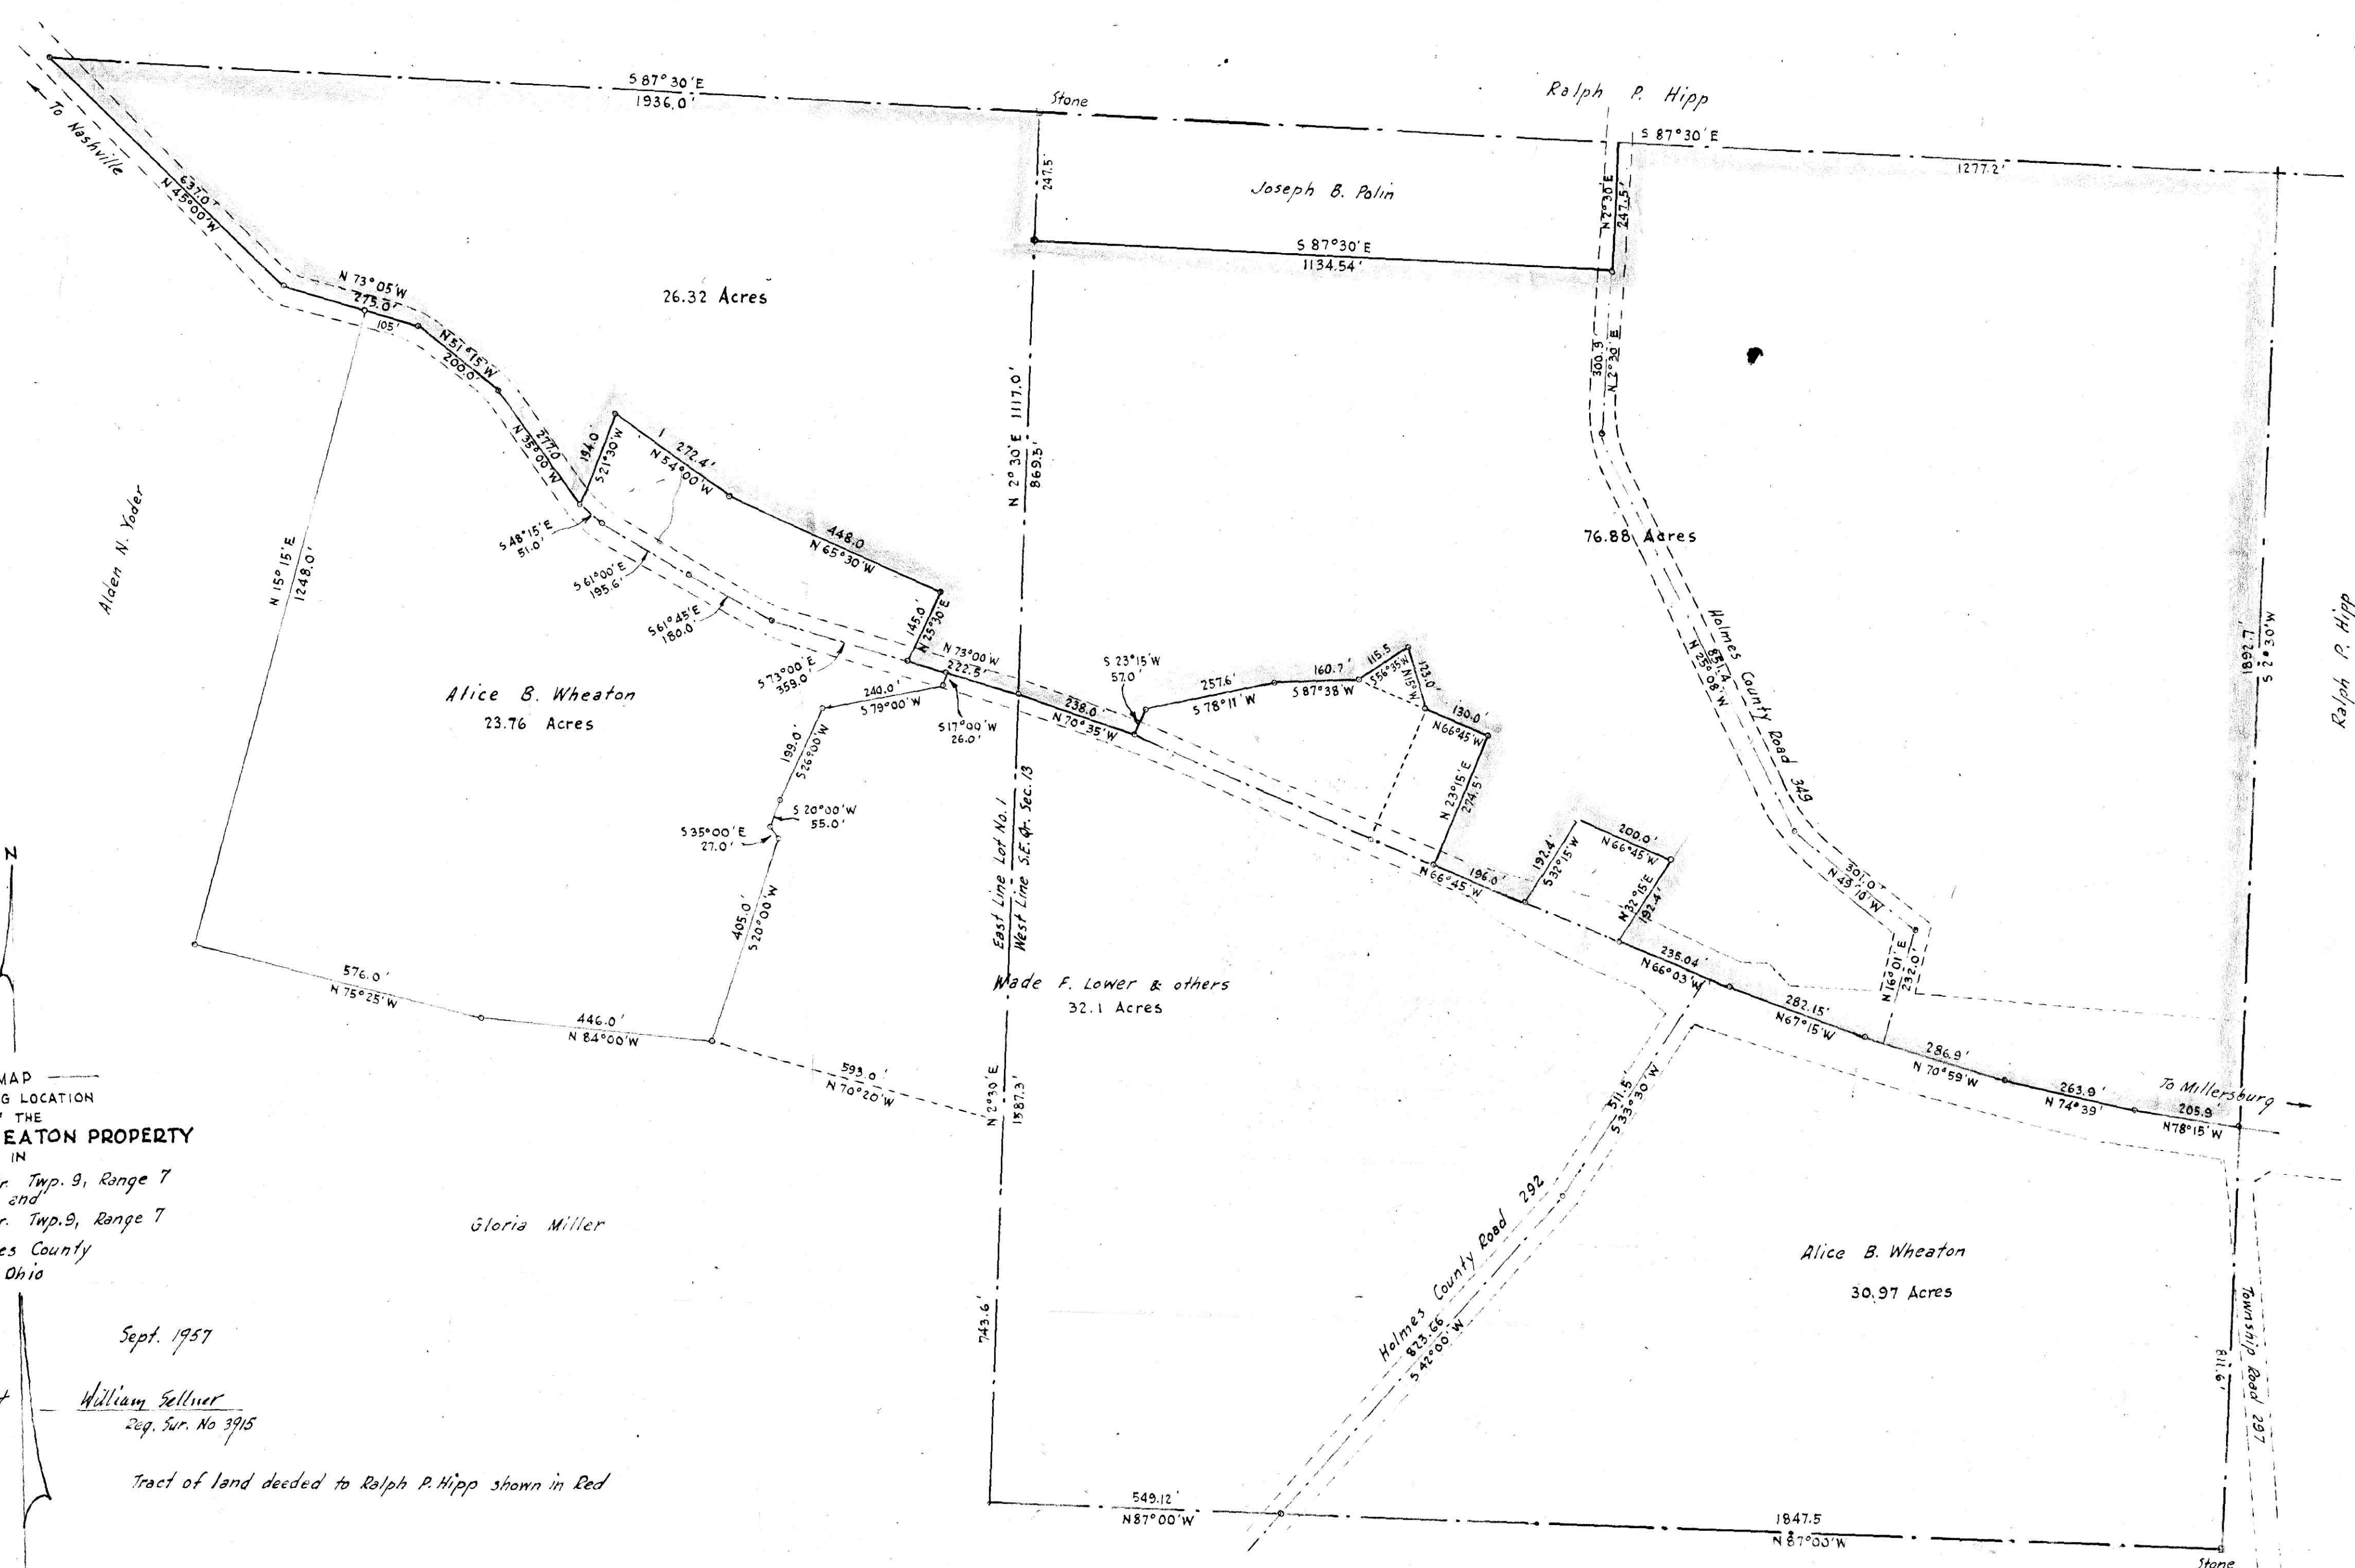 S 87° 30' E
1936.0'
Stone
Ralph P. Hipp
S 87° 30' E
1277.2'
To Nashville
637.0'
N 45°00'W
247.5'
Joseph B. Polin
N 2°30'E
247.5'
S 87°30'E
1134.54'
N 73°05'W
275.0'
105'
26.32 Acres
N 51°15'W
200.0'
300.9'
N 2°30'E
277.0
N 35°00'W
194.0'
S 21°30'W
272.4'
N 54°00'W
N 2° 30' E 1117.0'
869.5'
448.0
N 65°30'W
S 48°15'E
51.0'
S 61°00'E
195.6'
S 61°45'E
180.0'
S 73°00'E
359.0'
145.0'
N 25°30'E
N 73°00'W
222.5'
76.88 Acres
Holmes County Road 349
851.4'
N 25°08'W
1892.7'
S 2°30'W
Ralph P. Hipp
Alden N. Yoder
N 15°15'E
1248.0'
Alice B. Wheaton
23.76 Acres
240.0'
S 79°00'W
S 17°00'W
26.0'
199.0'
S 26°00'W
S 20°00'W
55.0'
S 35°00'E
27.0'
405.0'
S 20°00'W
238.0'
N 70°35'W
S 23°15'W
57.0'
257.6'
S 78°11'W
160.7'
S 87°38'W
115.5
S 56°35'W
123.0'
N 15°W
130.0'
N 66°45'W
N 23°15'E
274.5'
196.0'
N 66°45'W
192.4'
S 32°15'W
200.0'
N 66°45'W
N 32°15'E
192.4'
301.0'
N 49°10'W
N 16°01'E
232.0'
East Line Lot No. 1
West Line S.E. Qr. Sec. 13
Wade F. Lower & others
32.1 Acres
235.04'
N 66°03'W
282.15'
N 67°15'W
286.9'
N 70°59'W
263.9'
N 74°39'
205.9'
N 78°15'W
To Millersburg
576.0'
N 75°25'W
446.0'
N 84°00'W
593.0'
N 70°20'W
N 2°30'E
1587.3'
511.5'
S 33°30'W
Holmes County Road 292
823.66
S 42°00'W
N
MAP
G LOCATION
THE
EATON PROPERTY
IN
r. Twp. 9, Range 7
and
r. Twp. 9, Range 7
es County
Ohio
Gloria Miller
Sept. 1957
William Sellner
Reg. Sur. No 3915
Tract of land deeded to Ralph P. Hipp shown in Red
743.6'
Alice B. Wheaton
30.97 Acres
811.6'
Township Road 297
549.12'
N 87°00'W
1847.5
N 87°00'W
Stone